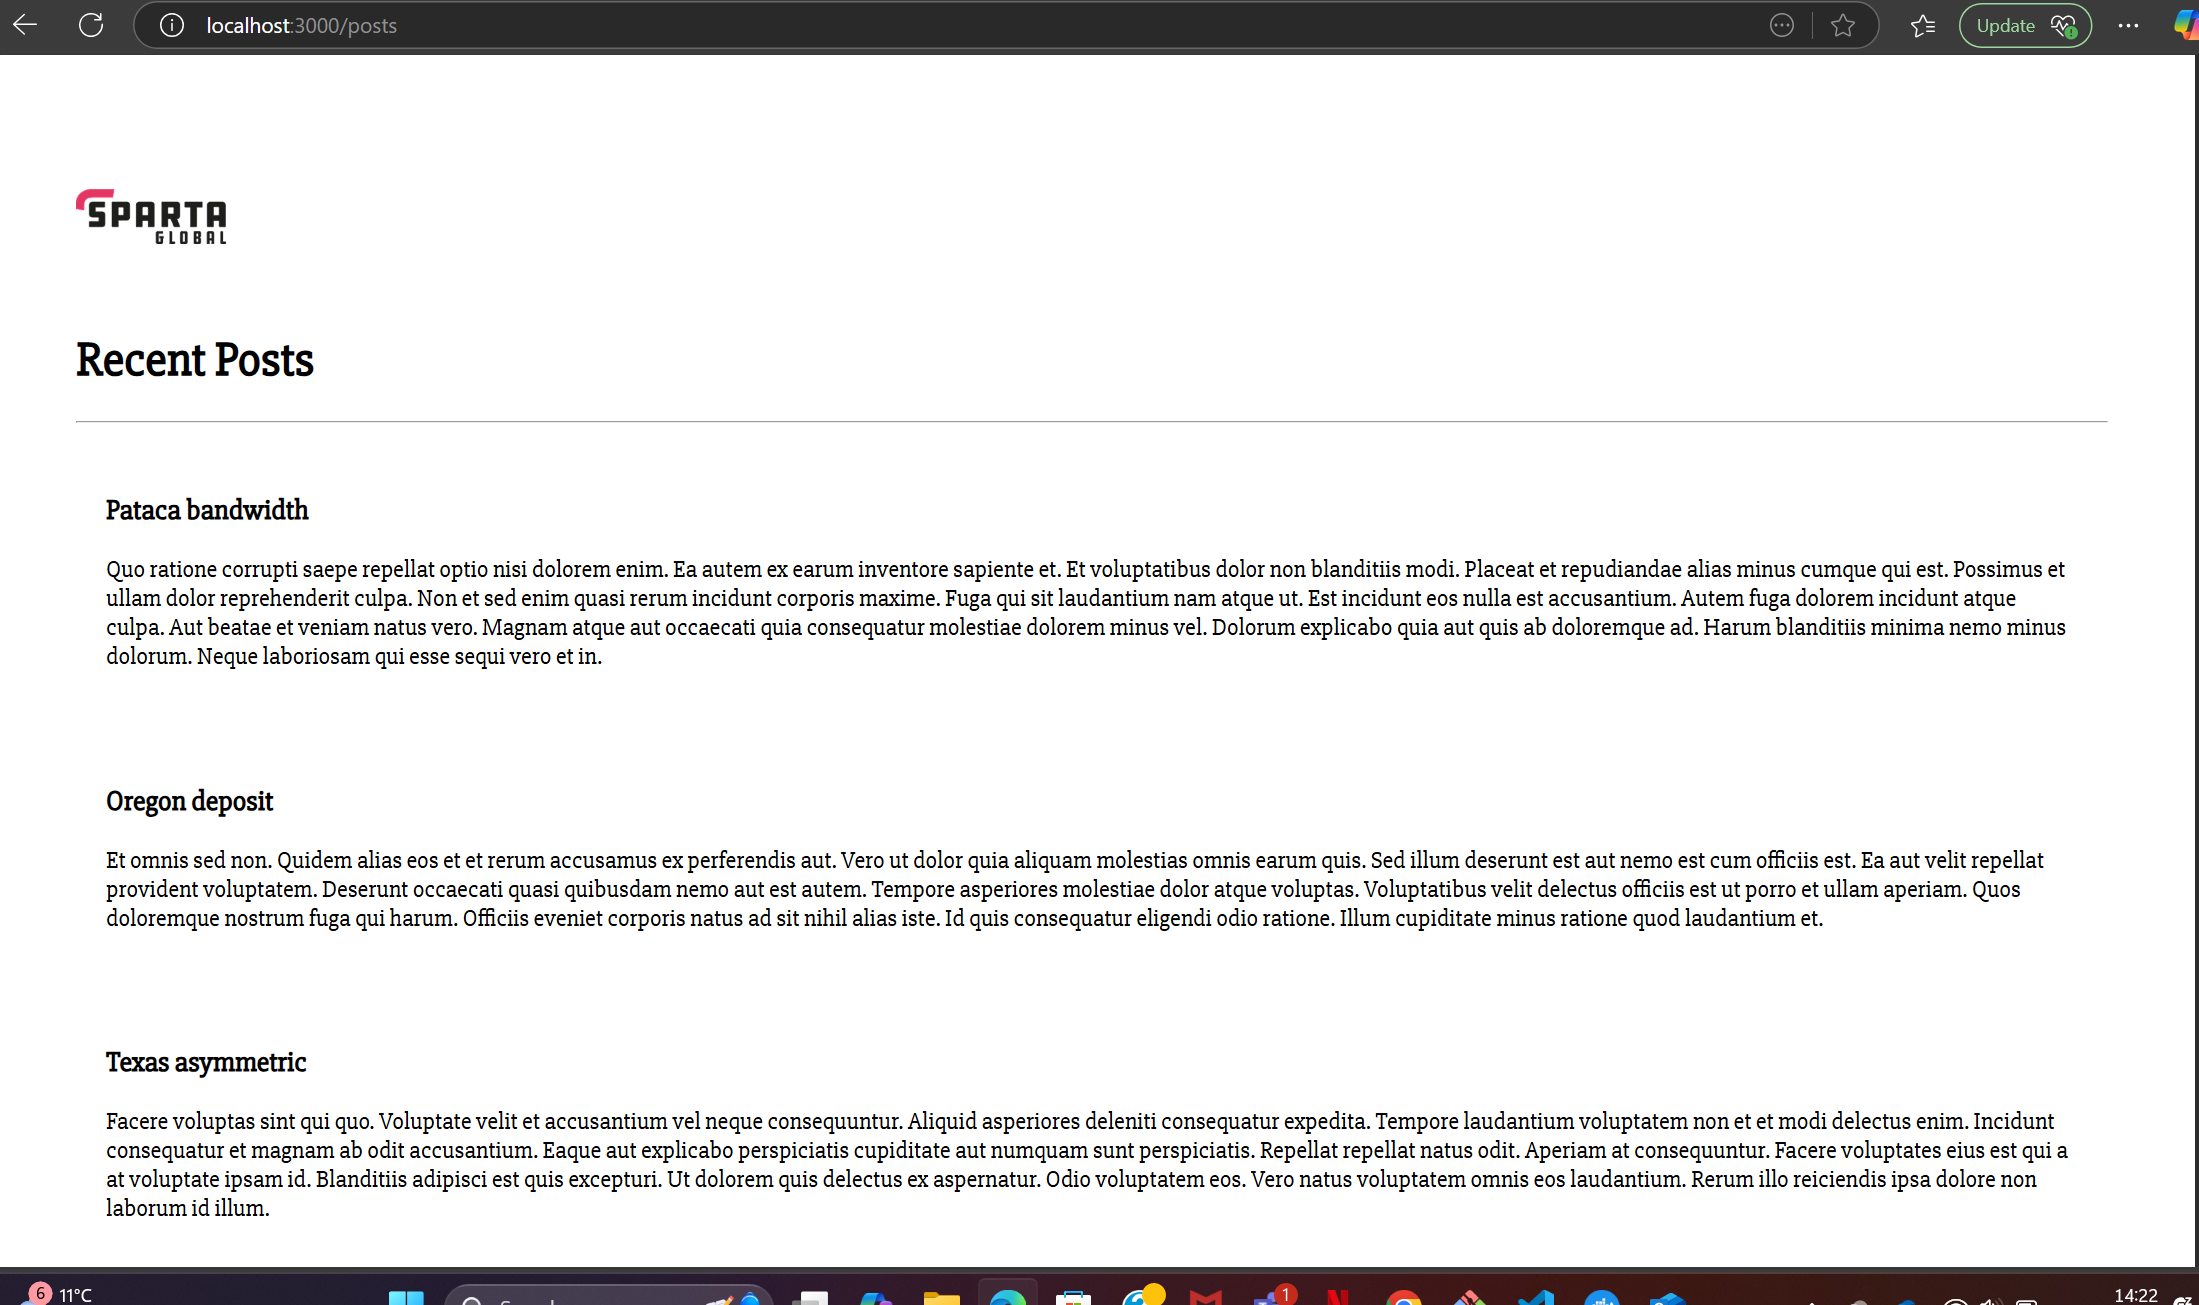 localhost:3000/posts
Update
SPARTA
GLOBAL
Recent Posts
Pataca bandwidth
Quo ratione corrupti saepe repellat optio nisi dolorem enim. Ea autem ex earum inventore sapiente et. Et voluptatibus dolor non blanditiis modi. Placeat et repudiandae alias minus cumque qui est. Possimus et
ullam dolor reprehenderit culpa. Non et sed enim quasi rerum incidunt corporis maxime. Fuga qui sit laudantium nam atque ut. Est incidunt eos nulla est accusantium. Autem fuga dolorem incidunt atque
culpa. Aut beatae et veniam natus vero. Magnam atque aut occaecati quia consequatur molestiae dolorem minus vel. Dolorum explicabo quia aut quis ab doloremque ad. Harum blanditiis minima nemo minus
dolorum. Neque laboriosam qui esse sequi vero et in.
Oregon deposit
Et omnis sed non. Quidem alias eos et et rerum accusamus ex perferendis aut. Vero ut dolor quia aliquam molestias omnis earum quis. Sed illum deserunt est aut nemo est cum officiis est. Ea aut velit repellat
provident voluptatem. Deserunt occaecati quasi quibusdam nemo aut est autem. Tempore asperiores molestiae dolor atque voluptas. Voluptatibus velit delectus officiis est ut porro et ullam aperiam. Quos
doloremque nostrum fuga qui harum. Officiis eveniet corporis natus ad sit nihil alias iste. Id quis consequatur eligendi odio ratione. Illum cupiditate minus ratione quod laudantium et.
Texas asymmetric
Facere voluptas sint qui quo. Voluptate velit et accusantium vel neque consequuntur. Aliquid asperiores deleniti consequatur expedita. Tempore laudantium voluptatem non et et modi delectus enim. Incidunt
consequatur et magnam ab odit accusantium. Eaque aut explicabo perspiciatis cupiditate aut numquam sunt perspiciatis. Repellat repellat natus odit. Aperiam at consequuntur. Facere voluptates eius est qui a
at voluptate ipsam id. Blanditiis adipisci est quis excepturi. Ut dolorem quis delectus ex aspernatur. Odio voluptatem eos. Vero natus voluptatem omnis eos laudantium. Rerum illo reiciendis ipsa dolore non
laborum id illum.
6 11°C
1
14:22